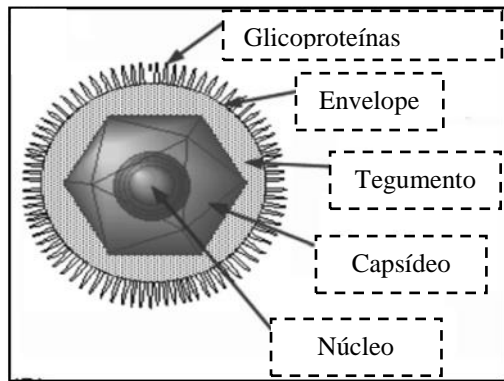 Glicoproteínas
Envelope
Tegumento
Capsídeo
Núcleo